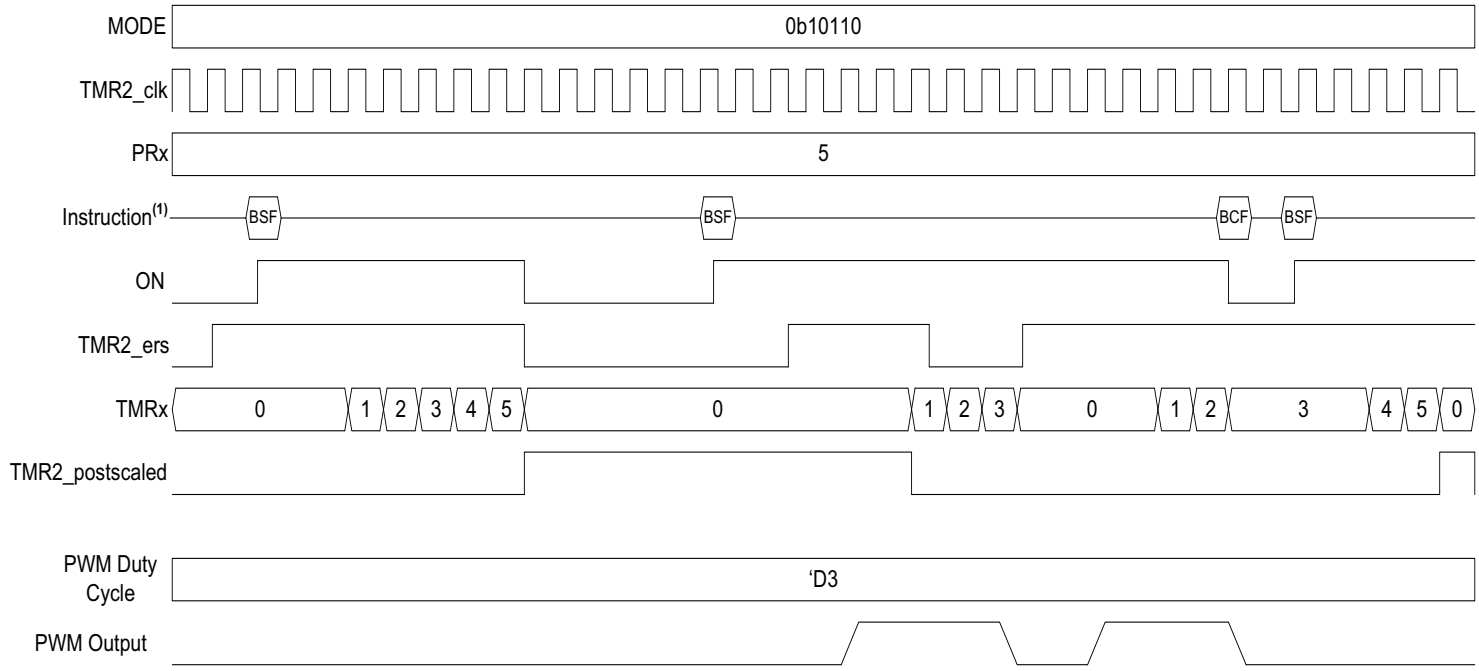 MODE 0b10110
TMR2_clk
PRx 5
Instruction(1) BSF BSF BCF BSF
ON
TMR2_ers
TMRx 0 1 2 3 4 5 0 1 2 3 0 1 2 3 4 5 0
TMR2_postscaled
PWM Duty
Cycle
‘D3
PWM Output